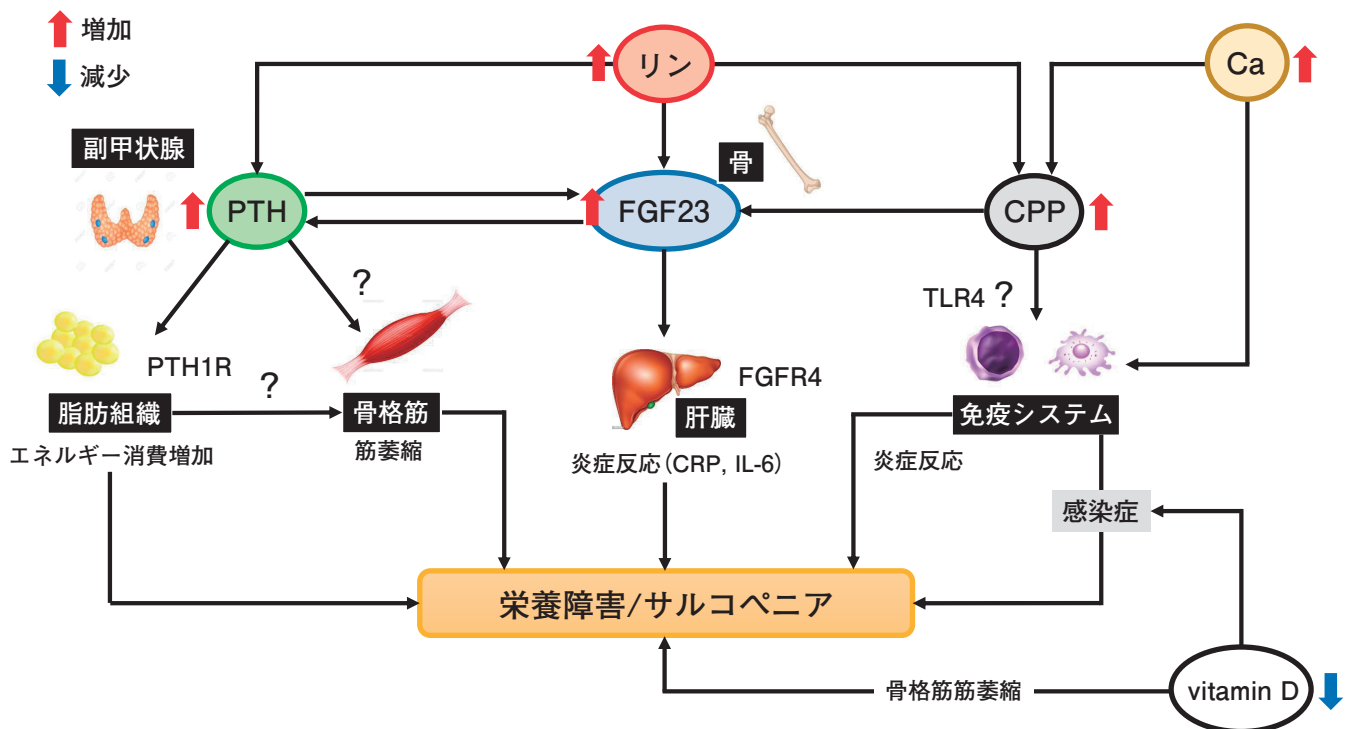 増加
減少
リン
Ca
副甲状腺
骨
PTH
FGF23
CPP
?
TLR4 ?
PTH1R
?
FGFR4
脂肪組織
骨格筋
肝臓
免疫システム
エネルギー消費増加
筋萎縮
炎症反応(CRP, IL-6)
炎症反応
感染症
栄養障害/サルコペニア
骨格筋筋萎縮
vitamin D